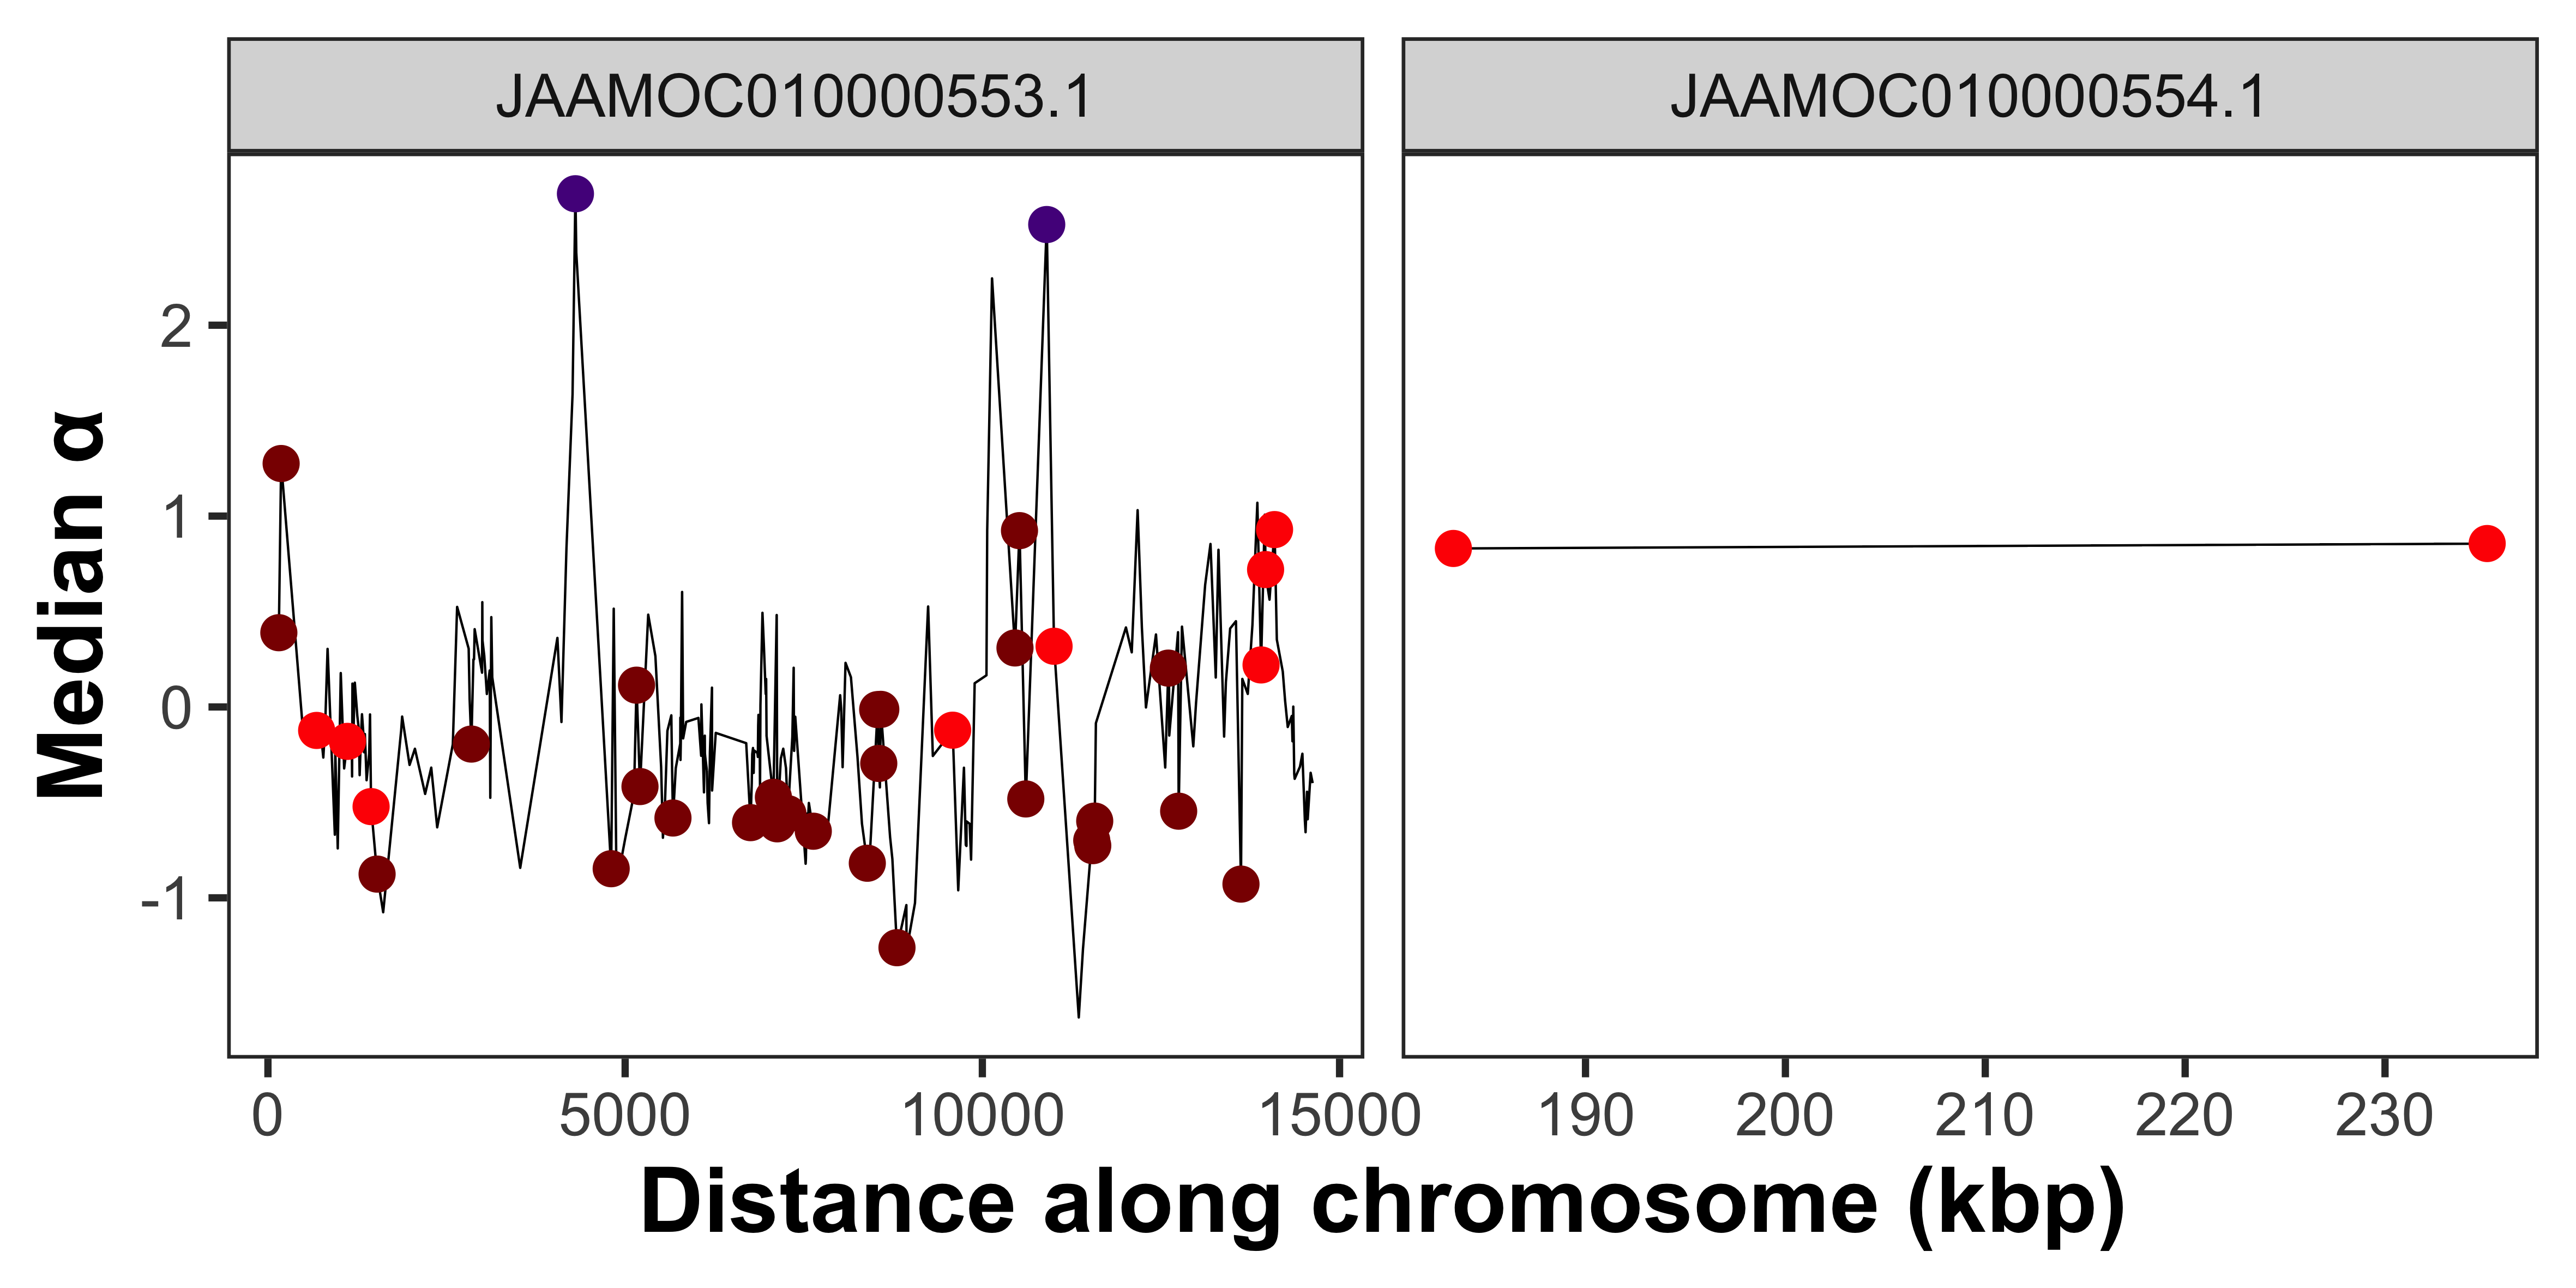 JAAMOC010000553.1
JAAMOC010000554.1
Median α
2
1
0
-1
0 5000 10000 15000
190 200 210 220 230
Distance along chromosome (kbp)